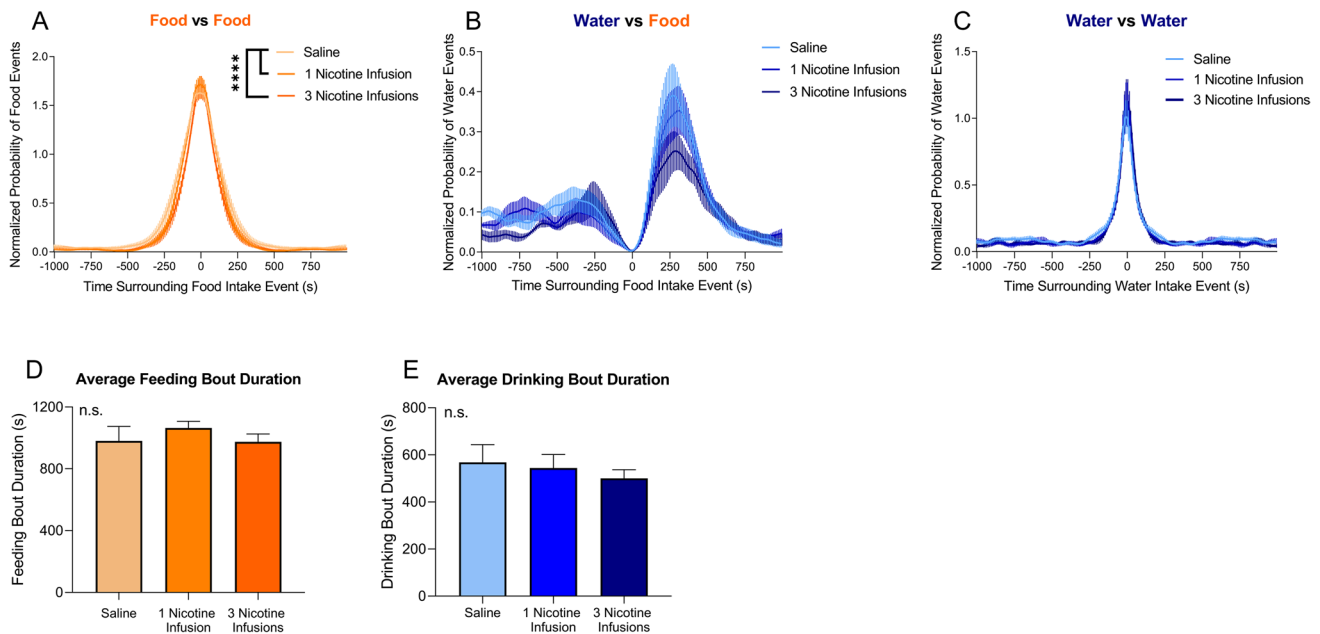 A
Food vs Food
Normalized Probability of Food Events
2.0
1.5
1.0
0.5
0.0
-1000 -750 -500 -250 0 250 500 750
Time Surrounding Food Intake Event (s)
****
Saline
1 Nicotine Infusion
3 Nicotine Infusions
B
Water vs Food
Normalized Probability of Water Events
0.5
0.4
0.3
0.2
0.1
0.0
-1000 -750 -500 -250 0 250 500 750
Time Surrounding Food Intake Event (s)
Saline
1 Nicotine Infusion
3 Nicotine Infusions
C
Water vs Water
Normalized Probability of Water Events
1.5
1.0
0.5
0.0
-1000 -750 -500 -250 0 250 500 750
Time Surrounding Water Intake Event (s)
Saline
1 Nicotine Infusion
3 Nicotine Infusions
D
Average Feeding Bout Duration
n.s.
Feeding Bout Duration (s)
1200
800
400
0
Saline
1 Nicotine
Infusion
3 Nicotine
Infusions
E
Average Drinking Bout Duration
n.s.
Drinking Bout Duration (s)
800
600
400
200
0
Saline
1 Nicotine
Infusion
3 Nicotine
Infusions